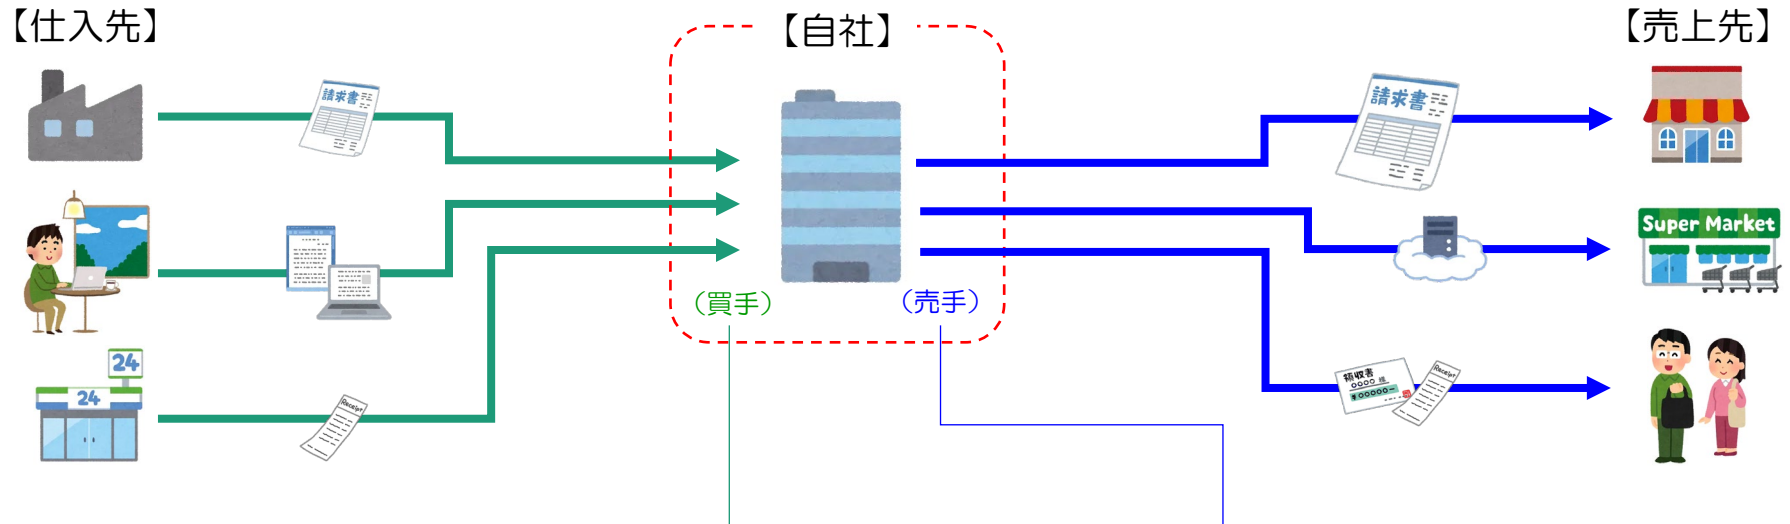 【仕入先】
【自社】
【売上先】
請求書
請求書
Super Market
(買手)
(売手)
24
24
Receipt
領収書
○○○○ 様
¥○○○○○−
Receipt